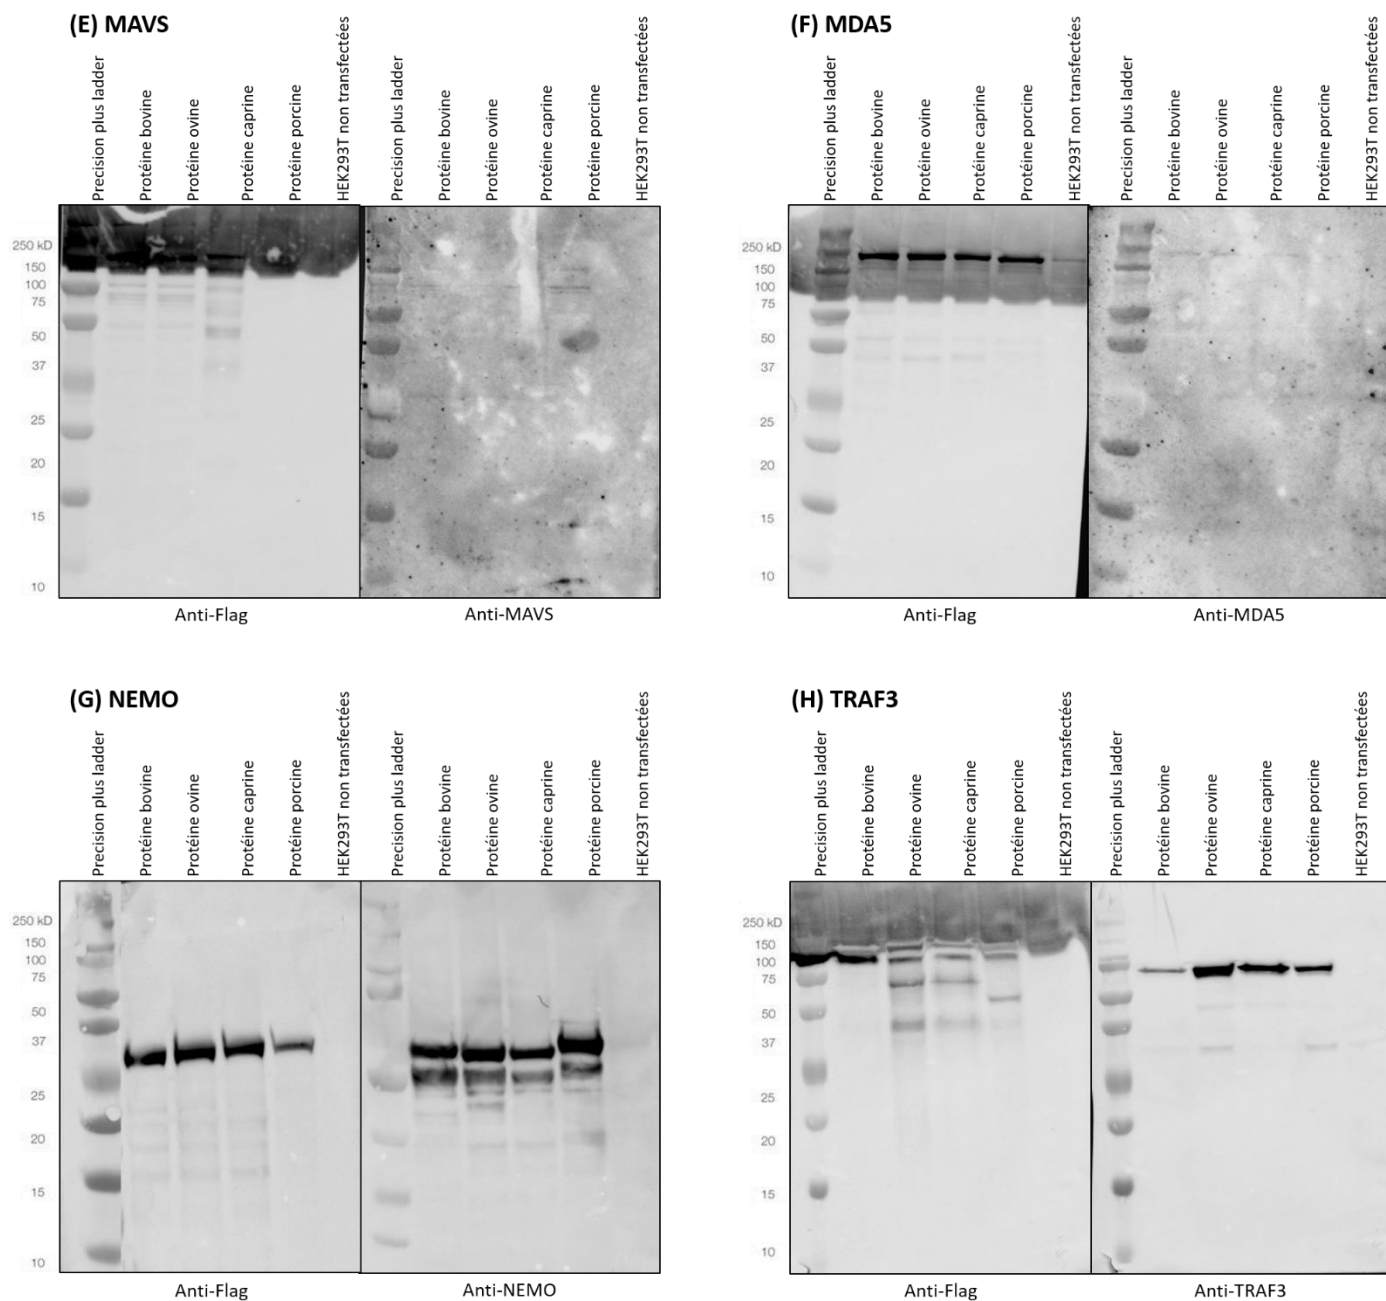 (E) MAVS
Precision plus ladder
Protéine bovine
Protéine ovine
Protéine caprine
Protéine porcine
HEK293T non transfectées
Precision plus ladder
Protéine bovine
Protéine ovine
Protéine caprine
Protéine porcine
HEK293T non transfectées
250 kD
150
100
75
50
37
25
20
15
10
Anti-Flag
Anti-MAVS
(F) MDA5
Precision plus ladder
Protéine bovine
Protéine ovine
Protéine caprine
Protéine porcine
HEK293T non transfectées
Precision plus ladder
Protéine bovine
Protéine ovine
Protéine caprine
Protéine porcine
HEK293T non transfectées
250 kD
150
100
75
50
37
25
20
15
10
Anti-Flag
Anti-MDA5
(G) NEMO
Precision plus ladder
Protéine bovine
Protéine ovine
Protéine caprine
Protéine porcine
HEK293T non transfectées
Precision plus ladder
Protéine bovine
Protéine ovine
Protéine caprine
Protéine porcine
HEK293T non transfectées
250 kD
150
100
75
50
37
25
20
15
10
Anti-Flag
Anti-NEMO
(H) TRAF3
Precision plus ladder
Protéine bovine
Protéine ovine
Protéine caprine
Protéine porcine
HEK293T non transfectées
Precision plus ladder
Protéine bovine
Protéine ovine
Protéine caprine
Protéine porcine
HEK293T non transfectées
250 kD
150
100
75
50
37
25
20
15
10
Anti-Flag
Anti-TRAF3